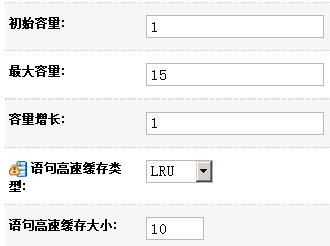 初始容量: 1
最大容量: 15
容量增长: 1
语句高速缓存类 LRU
型:
语句高速缓存大小: 10